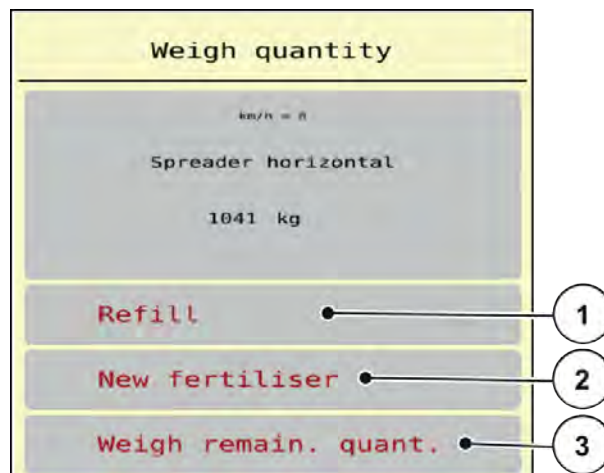 Weigh quantity
km/h = 0
Spreader horizontal
1041 kg
Refill
1
New fertiliser
2
Weigh remain. quant.
3